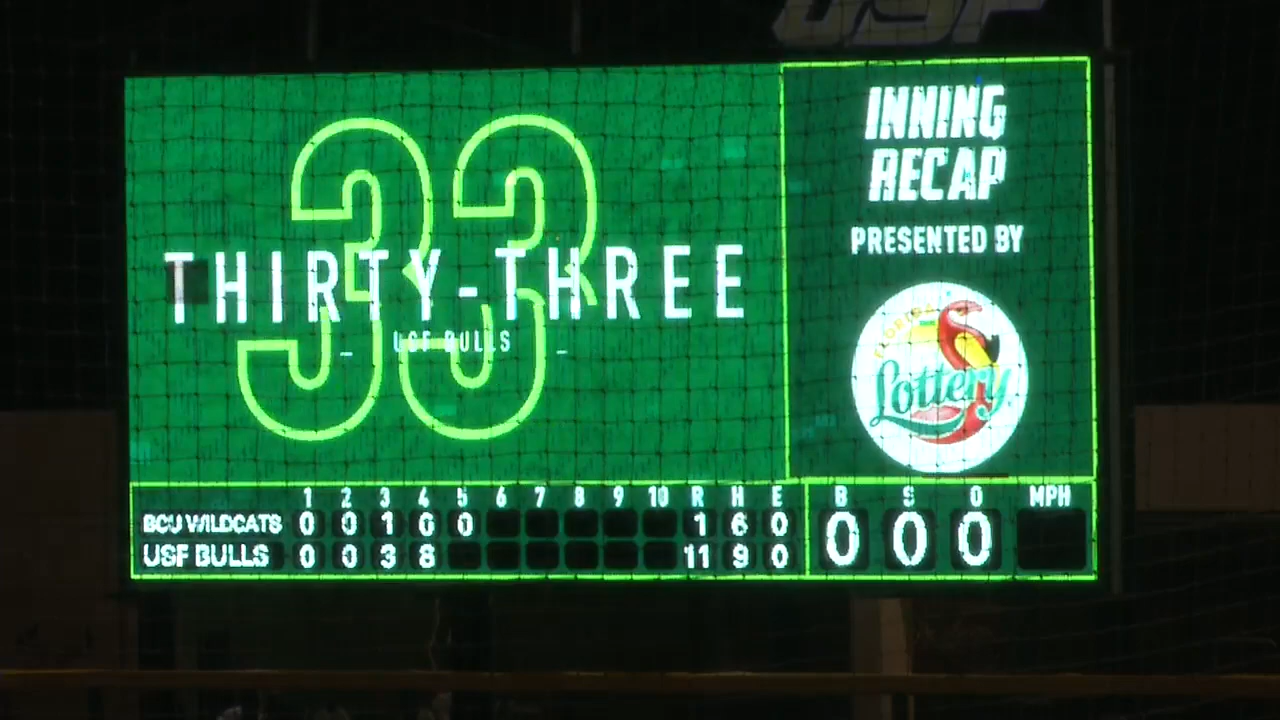 USF
33
THIRTY-THREE
USF BULLS
INNING
RECAP
PRESENTED BY
FLORIDA
Lottery
1 2 3 4 5 6 7 8 9 10 R H E
BCU WILDCATS 0 0 1 0 0 1 6 0
USF BULLS 0 0 3 8 11 9 0
B S O MPH
0 0 0